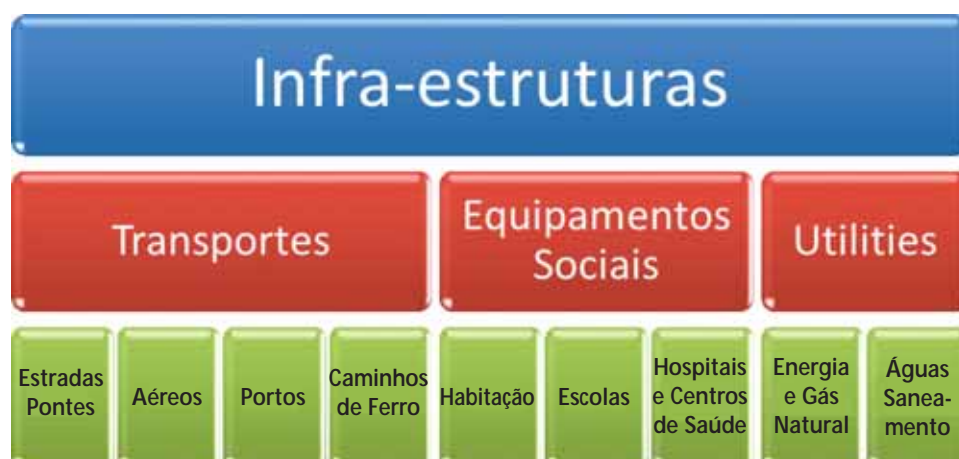 Infra-estruturas
Transportes
Equipamentos
Sociais
Utilities
Estradas
Pontes
Aéreos
Portos
Caminhos
de Ferro
Habitação
Escolas
Hospitais
e Centros
de Saúde
Energia
e Gás
Natural
Águas
Sanea-
mento